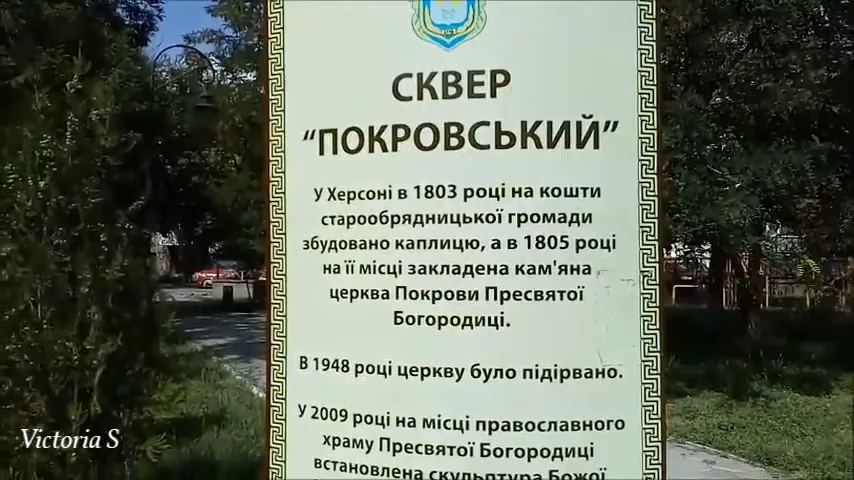 СКВЕР
"ПОКРОВСЬКИЙ"
У Херсоні в 1803 році на кошти
старообрядницької громади
збудовано каплицю, а в 1805 році
на її місці закладена кам'яна
церква Покрови Пресвятої
Богородиці.
В 1948 році церкву було підірвано.
У 2009 році на місці православного
храму Покрови Пресвятої Богородиці
встановлена скульптура Божої
Victoria S